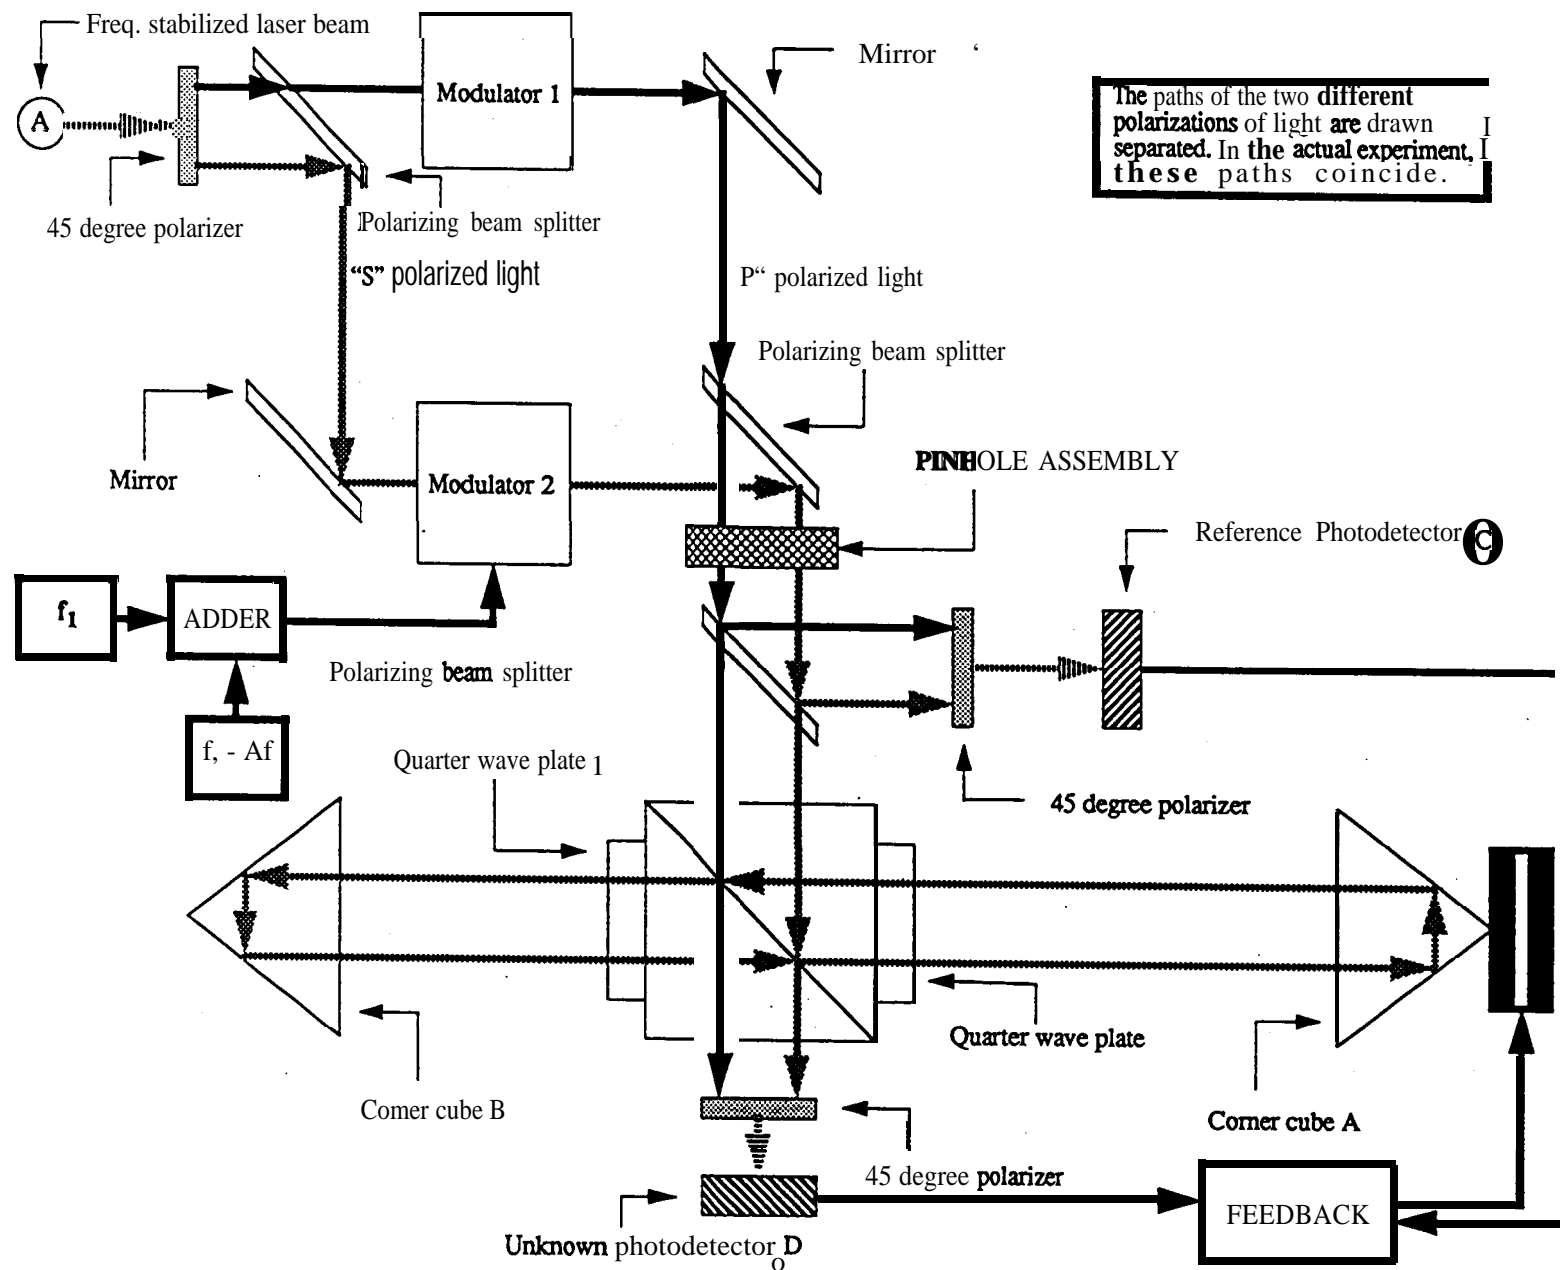 Freq. stabilized laser beam
A
Modulator 1
Mirror ‘
The paths of the two different
polarizations of light are drawn
separated. In the actual experiment,
these paths coincide.
45 degree polarizer
Polarizing beam splitter
“S” polarized light
P“ polarized light
Polarizing beam splitter
Mirror
Modulator 2
PINHOLE ASSEMBLY
Reference Photodetector C
f1
ADDER
Polarizing beam splitter
f, - Af
Quarter wave plate 1
45 degree polarizer
Quarter wave plate
Comer cube B
Corner cube A
45 degree polarizer
FEEDBACK
Unknown photodetector D